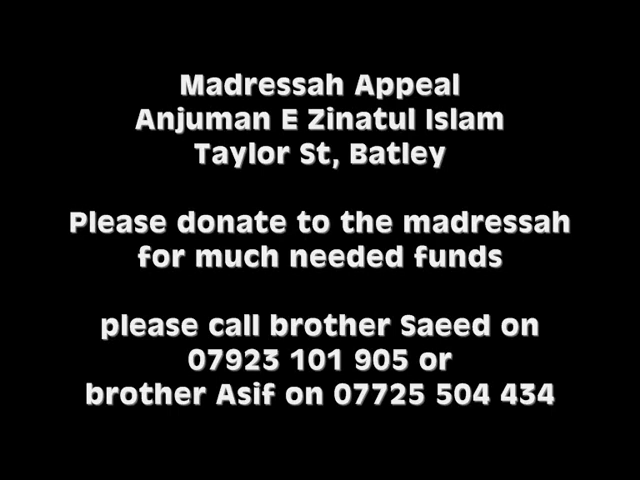 Madressah Appeal
Anjuman E Zinatul Islam
Taylor St, Batley
Please donate to the madressah
for much needed funds
please call brother Saeed on
07923 101 905 or
brother Asif on 07725 504 434